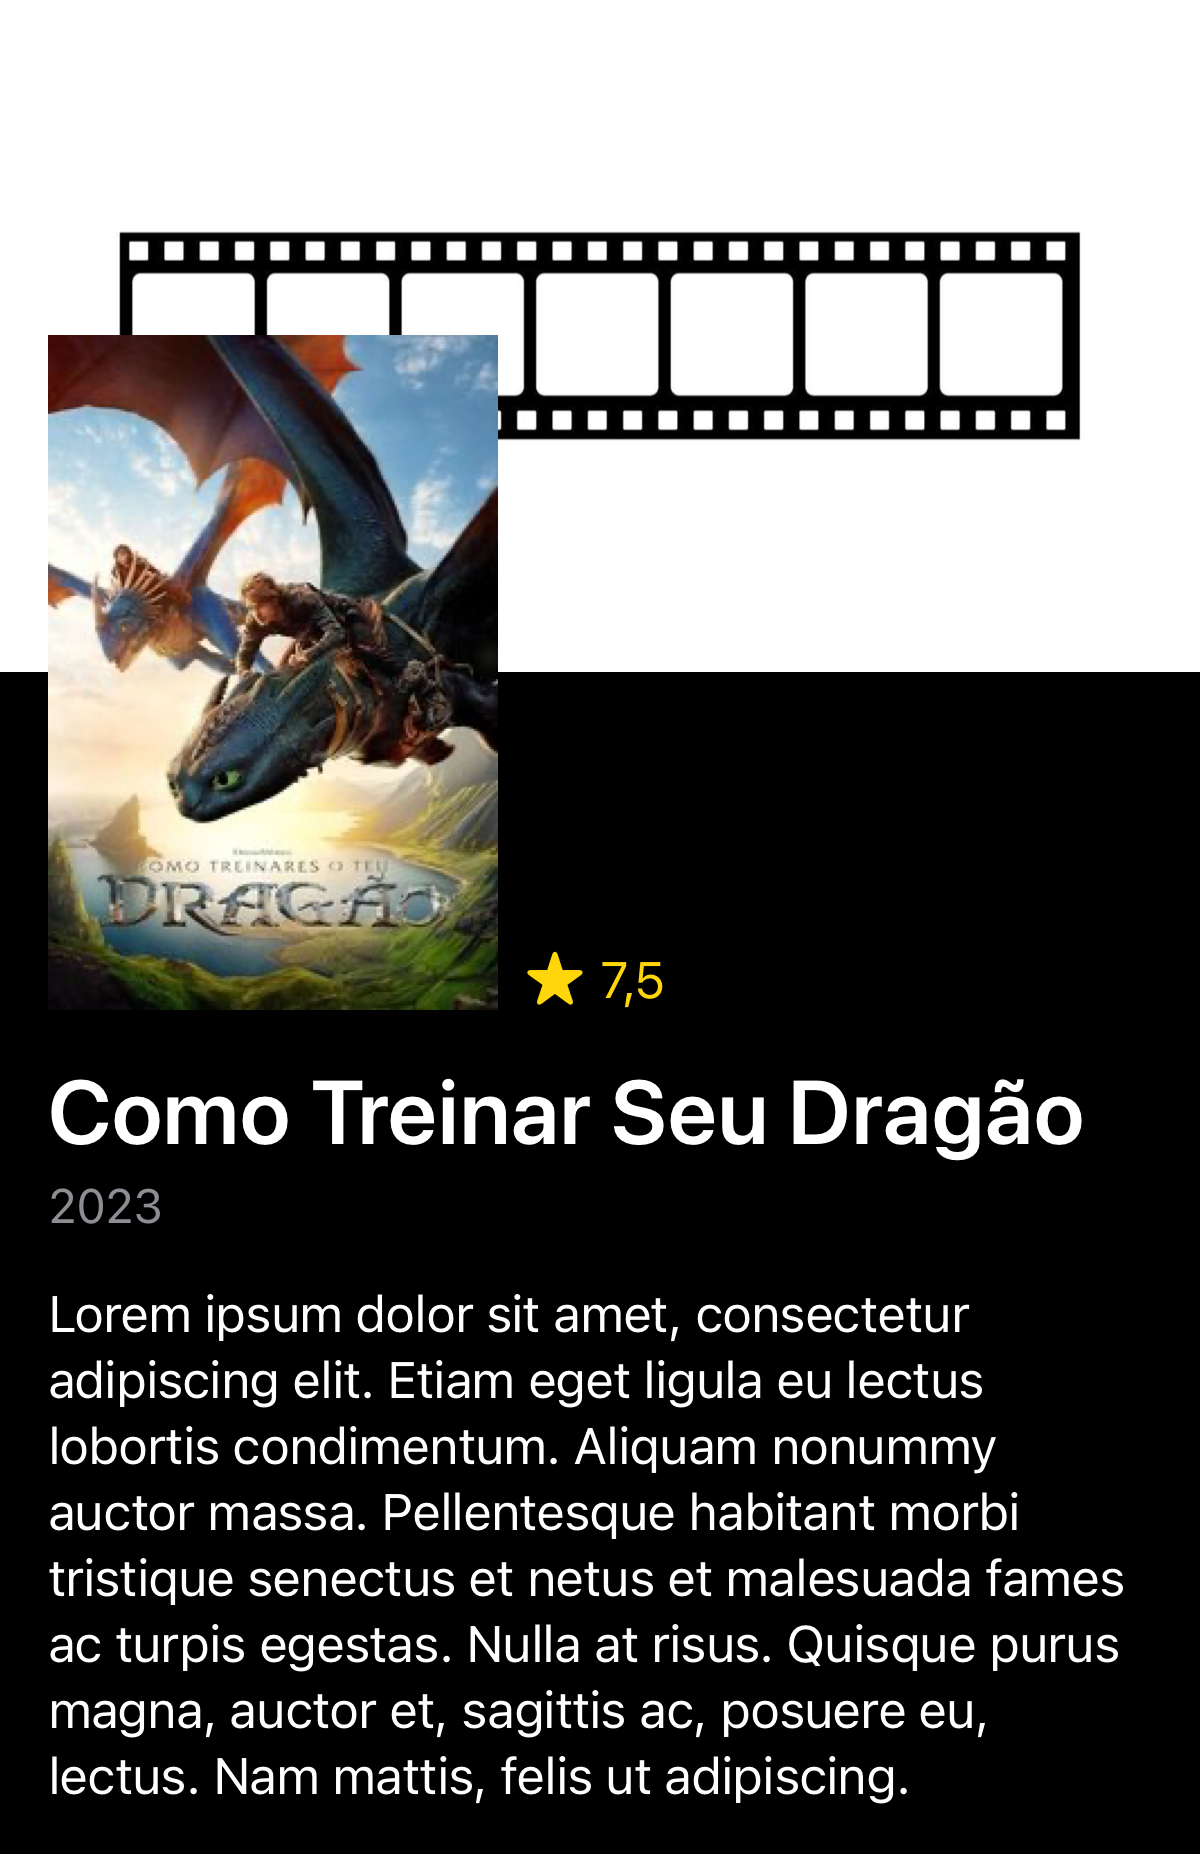 COMO TREINARES O TEU
DRAGÃO
7,5
Como Treinar Seu Dragão
2023
Lorem ipsum dolor sit amet, consectetur
adipiscing elit. Etiam eget ligula eu lectus
lobortis condimentum. Aliquam nonummy
auctor massa. Pellentesque habitant morbi
tristique senectus et netus et malesuada fames
ac turpis egestas. Nulla at risus. Quisque purus
magna, auctor et, sagittis ac, posuere eu,
lectus. Nam mattis, felis ut adipiscing.